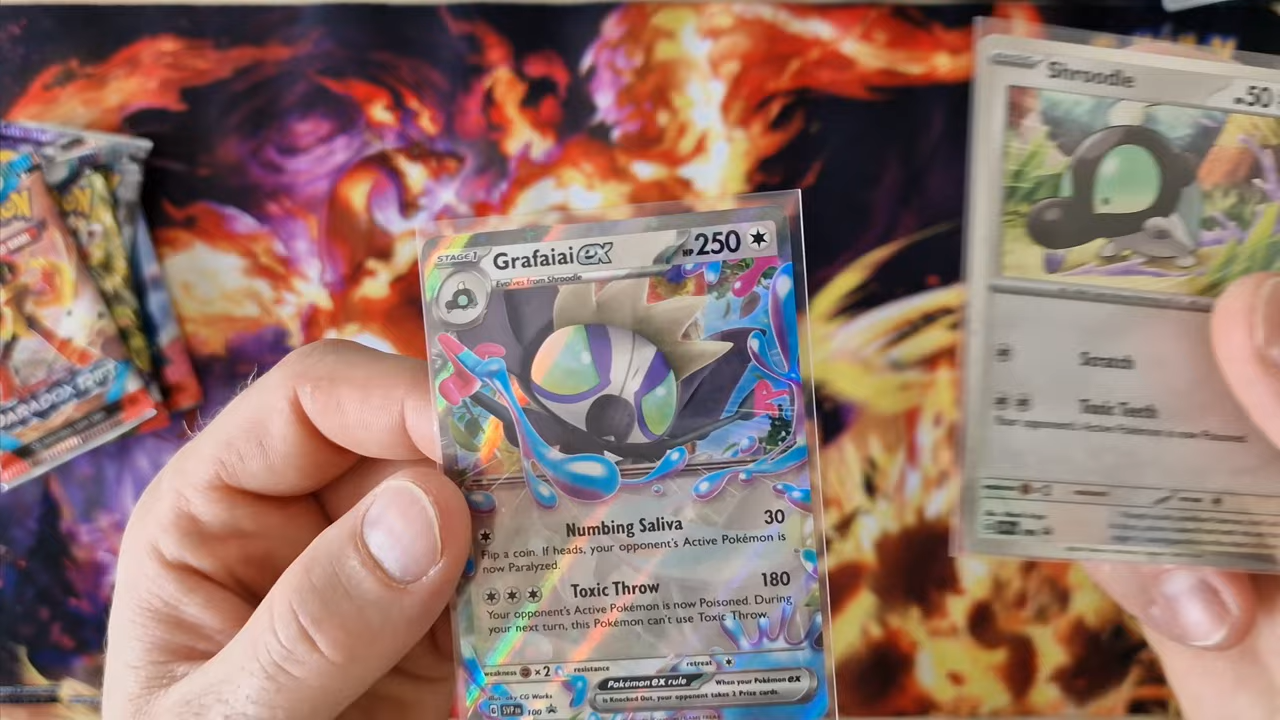 Shroodle
50
STAGE 1
Grafaiai ex
HP 250
Evolves from Shroodle
Scratch
Toxic Teeth
Numbing Saliva 30
Flip a coin. If heads, your opponent's Active Pokémon is
now Paralyzed.
Toxic Throw 180
Your opponent's Active Pokémon is now Poisoned. During
your next turn, this Pokémon can't use Toxic Throw.
weakness ×2 resistance retreat
Pokémon ex rule When your Pokémon ex
is Knocked Out, your opponent takes 2 Prize cards.
CG Works
G SVP EN 100
PARADOX RIFT